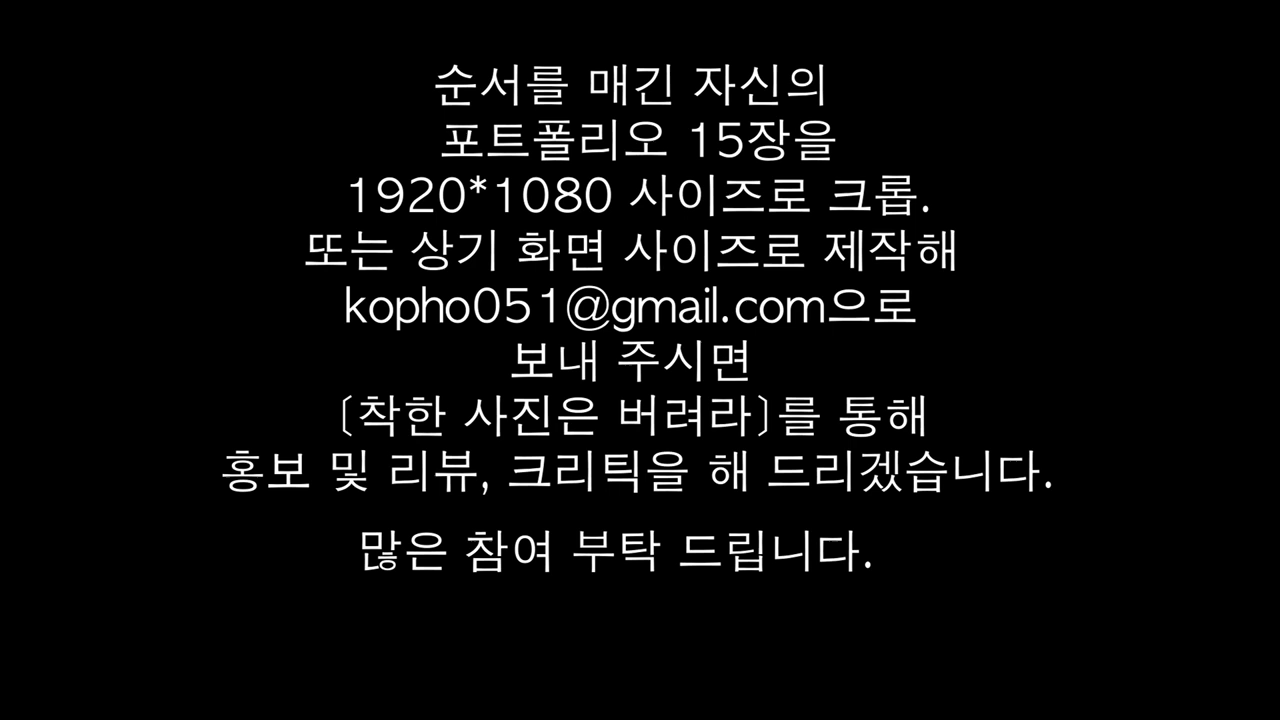 순서를 매긴 자신의
포트폴리오 15장을
1920*1080 사이즈로 크롭.
또는 상기 화면 사이즈로 제작해
kopho051@gmail.com으로
보내 주시면
〔착한 사진은 버려라〕를 통해
홍보 및 리뷰, 크리틱을 해 드리겠습니다.
많은 참여 부탁 드립니다.